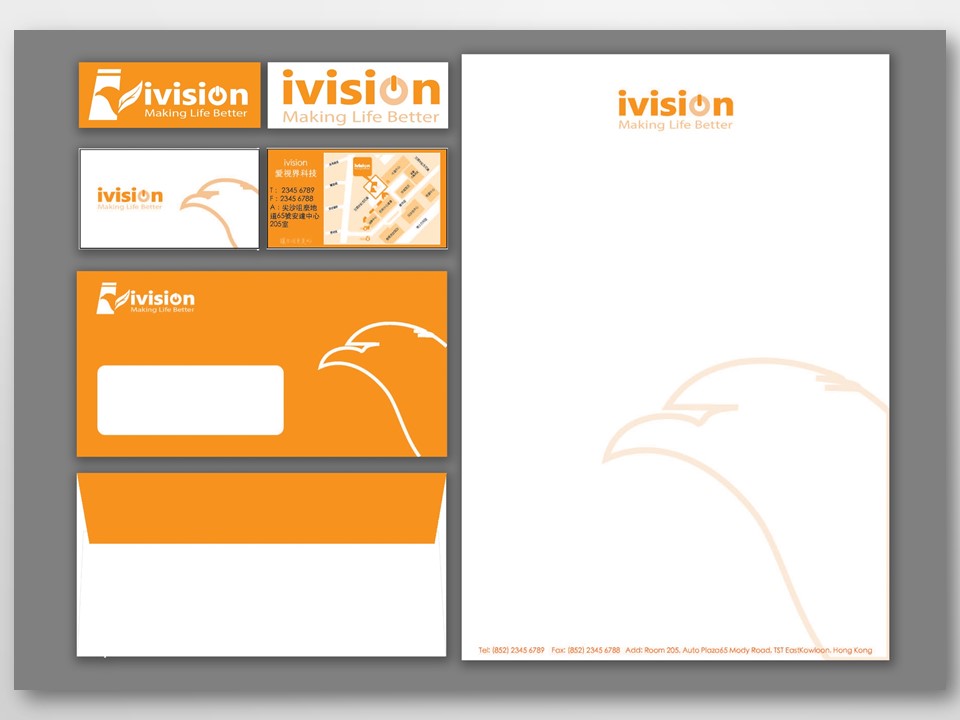 ivision
Making Life Better
ivision
Making Life Better
ivision
Making Life Better
ivision
Making Life Better
ivision
愛視界科技
T： 2345 6789
F：2345 6788
A：尖沙咀麼地
道65號安達中心
205室
ivision
Making Life Better
Tel: (852) 2345 6789 Fax: (852) 2345 6788 Add: Room 205, Auto Plaza65 Mody Road, TST EastKowloon, Hong Kong